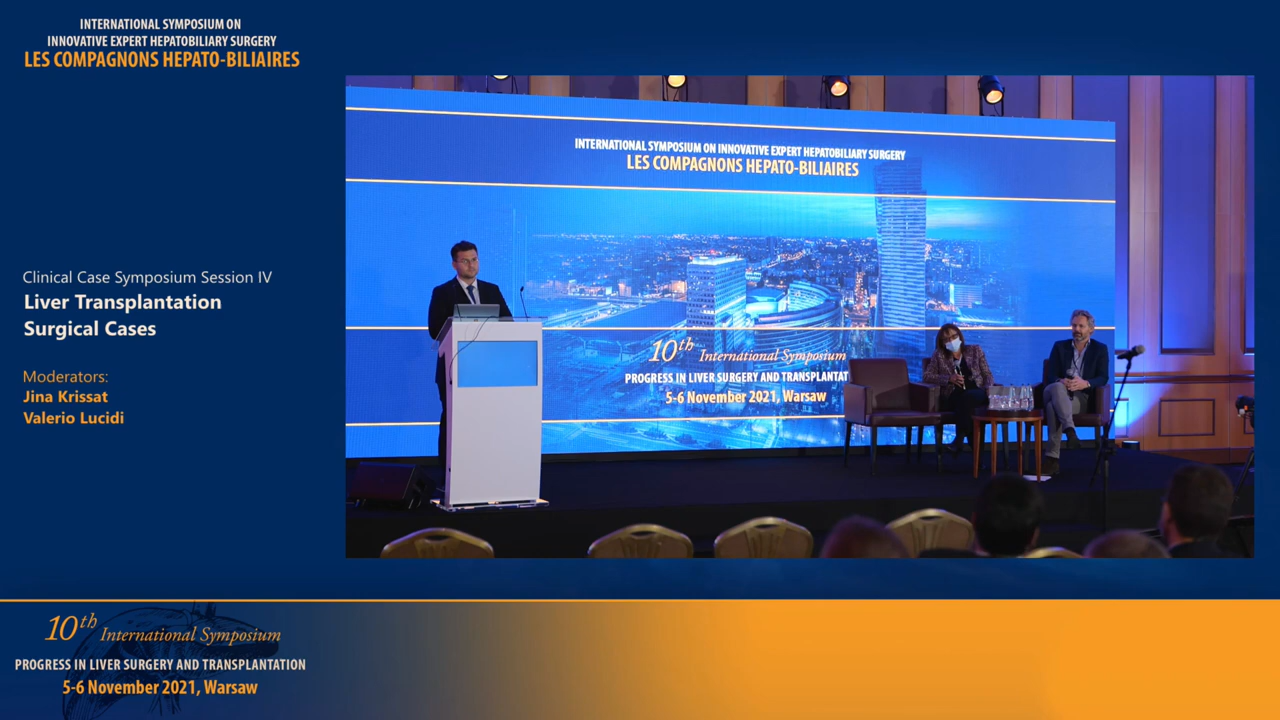 INTERNATIONAL SYMPOSIUM ON
INNOVATIVE EXPERT HEPATOBILIARY SURGERY
LES COMPAGNONS HEPATO-BILIAIRES
Clinical Case Symposium Session IV
Liver Transplantation
Surgical Cases
Moderators:
Jina Krissat
Valerio Lucidi
INTERNATIONAL SYMPOSIUM ON INNOVATIVE EXPERT HEPATOBILIARY SURGERY
LES COMPAGNONS HEPATO-BILIAIRES
10th International Symposium
PROGRESS IN LIVER SURGERY AND TRANSPLANTAT
5-6 November 2021, Warsaw
10th International Symposium
PROGRESS IN LIVER SURGERY AND TRANSPLANTATION
5-6 November 2021, Warsaw